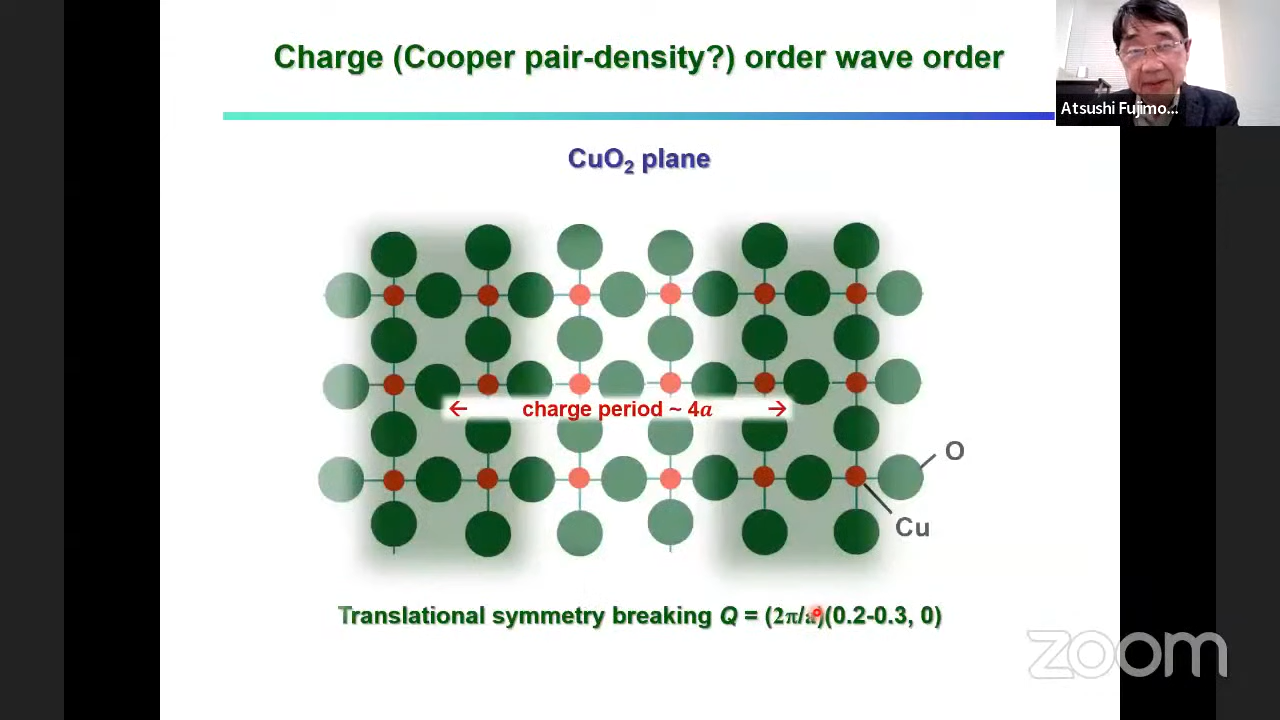 Charge (Cooper pair-density?) order wave order
Atsushi Fujimo...
CuO₂ plane
← charge period ~ 4a →
O
Cu
Translational symmetry breaking Q = (2π/a)(0.2-0.3, 0)
zoom